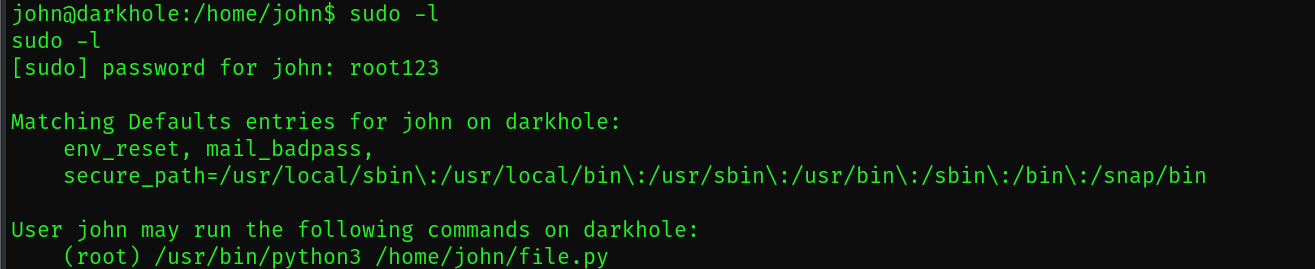 john@darkhole:/home/john$ sudo -l
sudo -l
[sudo] password for john: root123

Matching Defaults entries for john on darkhole:
    env_reset, mail_badpass,
    secure_path=/usr/local/sbin\:/usr/local/bin\:/usr/sbin\:/usr/bin\:/sbin\:/bin\:/snap/bin

User john may run the following commands on darkhole:
    (root) /usr/bin/python3 /home/john/file.py